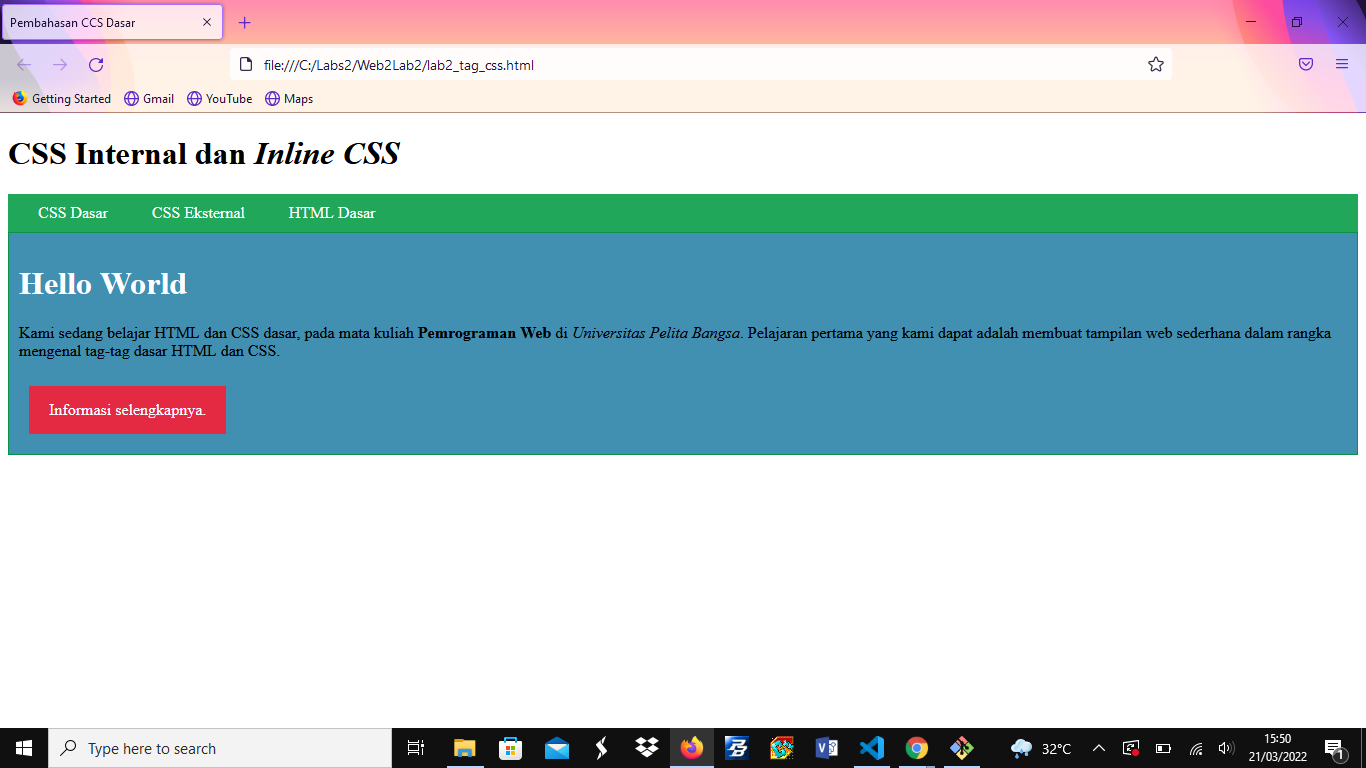 Pembahasan CCS Dasar
file:///C:/Labs2/Web2Lab2/lab2_tag_css.html
Getting Started Gmail YouTube Maps
CSS Internal dan Inline CSS
CSS Dasar CSS Eksternal HTML Dasar
Hello World
Kami sedang belajar HTML dan CSS dasar, pada mata kuliah Pemrograman Web di Universitas Pelita Bangsa. Pelajaran pertama yang kami dapat adalah membuat tampilan web sederhana dalam rangka
mengenal tag-tag dasar HTML dan CSS.
Informasi selengkapnya.
Type here to search 32°C 15:50
21/03/2022 1